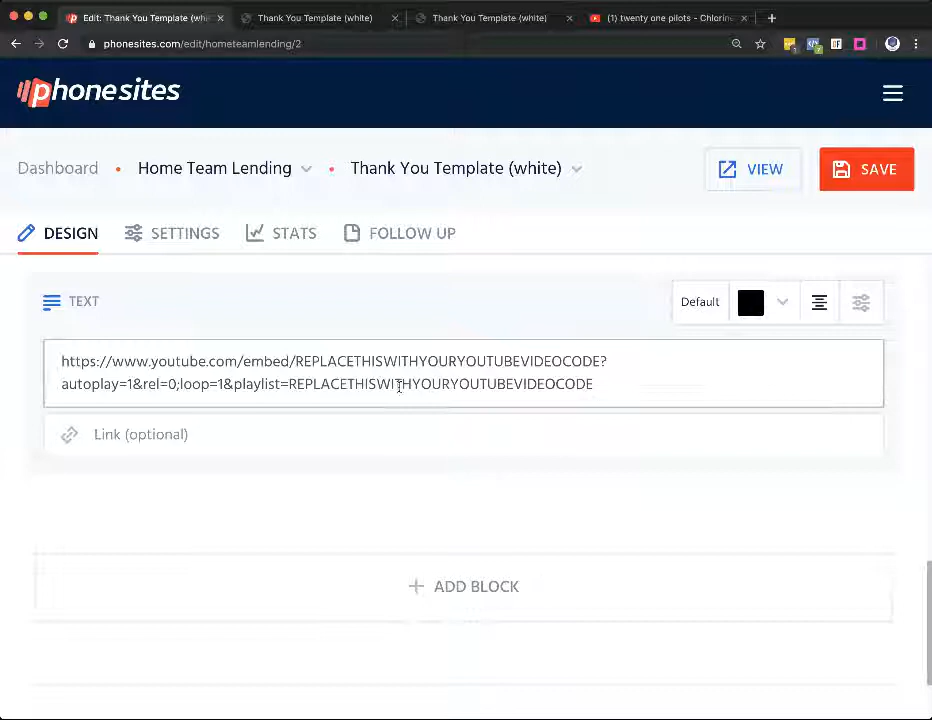 Edit: Thank You Template (whi
Thank You Template (white)
Thank You Template (white)
(1) twenty one pilots - Chlorine
phonesites.com/edit/hometeamlending/2
phonesites
Dashboard • Home Team Lending • Thank You Template (white)
VIEW
SAVE
DESIGN
SETTINGS
STATS
FOLLOW UP
TEXT
Default
https://www.youtube.com/embed/REPLACETHISWITHYOURYOUTUBEVIDEOCODE?
autoplay=1&rel=0;loop=1&playlist=REPLACETHISWITHYOURYOUTUBEVIDEOCODE
Link (optional)
+ ADD BLOCK